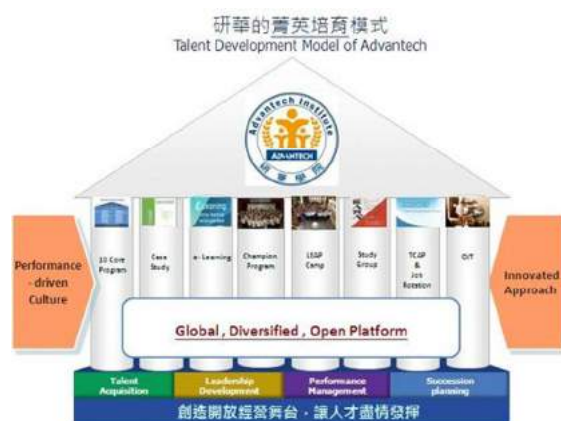 研華的菁英培育模式
Talent Development Model of Advantech
Advantech Institute
ADVANTECH
研華學院
Performance
- driven
Culture
10 Core
Program
Case
Study
e-Learning
Champion
Program
LEAP
Camp
Study
Group
TCAP
&
Job
Rotation
OJT
Innovated
Approach
Global , Diversified , Open Platform
Talent
Acquisition
Leadership
Development
Performance
Management
Succession
planning
創造開放經營舞台，讓人才盡情發揮